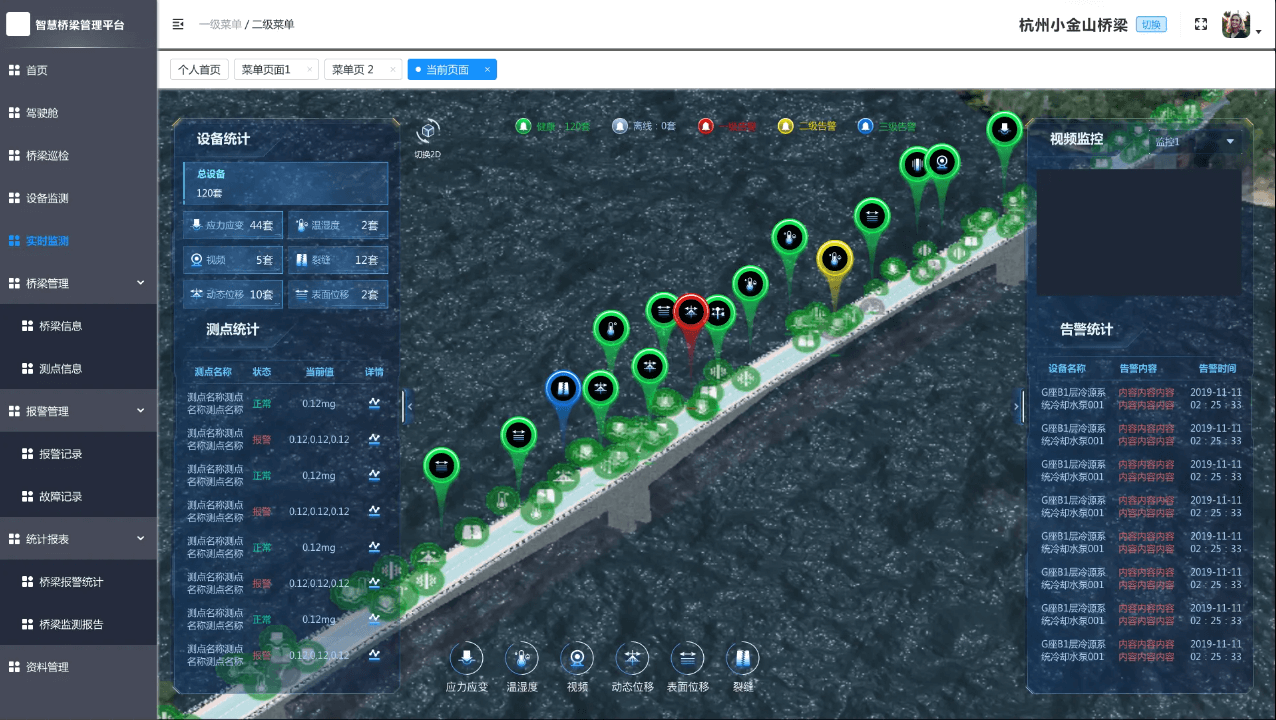 智慧桥梁管理平台
一级菜单 / 二级菜单
杭州小金山桥梁 切换
个人首页 菜单页面1 × 菜单页 2 × 当前页面 ×
首页
驾驶舱
桥梁巡检
设备监测
实时监测
桥梁管理
桥梁信息
测点信息
报警管理
报警记录
故障记录
统计报表
桥梁报警统计
桥梁监测报告
资料管理
设备统计
总设备
120套
应力应变 44套 温湿度 2套
视频 5套 裂缝 12套
动态位移 10套 表面位移 2套
测点统计
测点名称 状态 当前值 详情
测点名称测点
名称测点名称 正常 0.12mg
测点名称测点
名称测点名称 报警 0.12,0.12,0.12
测点名称测点
名称测点名称 正常 0,12mg
测点名称测点
名称测点名称 报警 0.12,0.12,0.12
测点名称测点
名称测点名称 正常 0.12mg
测点名称测点
名称测点名称 报警 0.12,0.12,0.12
测点名称测点
名称测点名称 正常 0.12mg
测点名称测点
名称测点名称 报警 0.12,0.12,0.12
切换2D
健康：120套 离线：0套 一级告警 二级告警 三级告警
应力应变 温湿度 视频 动态位移 表面位移 裂缝
视频监控 监控1
告警统计
设备名称 告警内容 告警时间
G座B1层冷源系 内容内容内容 2019-11-11
统冷却水泵001 内容内容内容 02：25：33
G座B1层冷源系 内容内容内容 2019-11-11
统冷却水泵001 内容内容内容 02：25：33
G座B1层冷源系 内容内容内容 2019-11-11
统冷却水泵001 内容内容内容 02：25：33
G座B1层冷源系 内容内容内容 2019-11-11
统冷却水泵001 内容内容内容 02：25：33
G座B1层冷源系 内容内容内容 2019-11-11
统冷却水泵001 内容内容内容 02：25：33
G座B1层冷源系 内容内容内容 2019-11-11
统冷却水泵001 内容内容内容 02：25：33
G座B1层冷源系 内容内容内容 2019-11-11
统冷却水泵001 内容内容内容 02：25：33
G座B1层冷源系 内容内容内容 2019-11-11
统冷却水泵001 内容内容内容 02：25：33